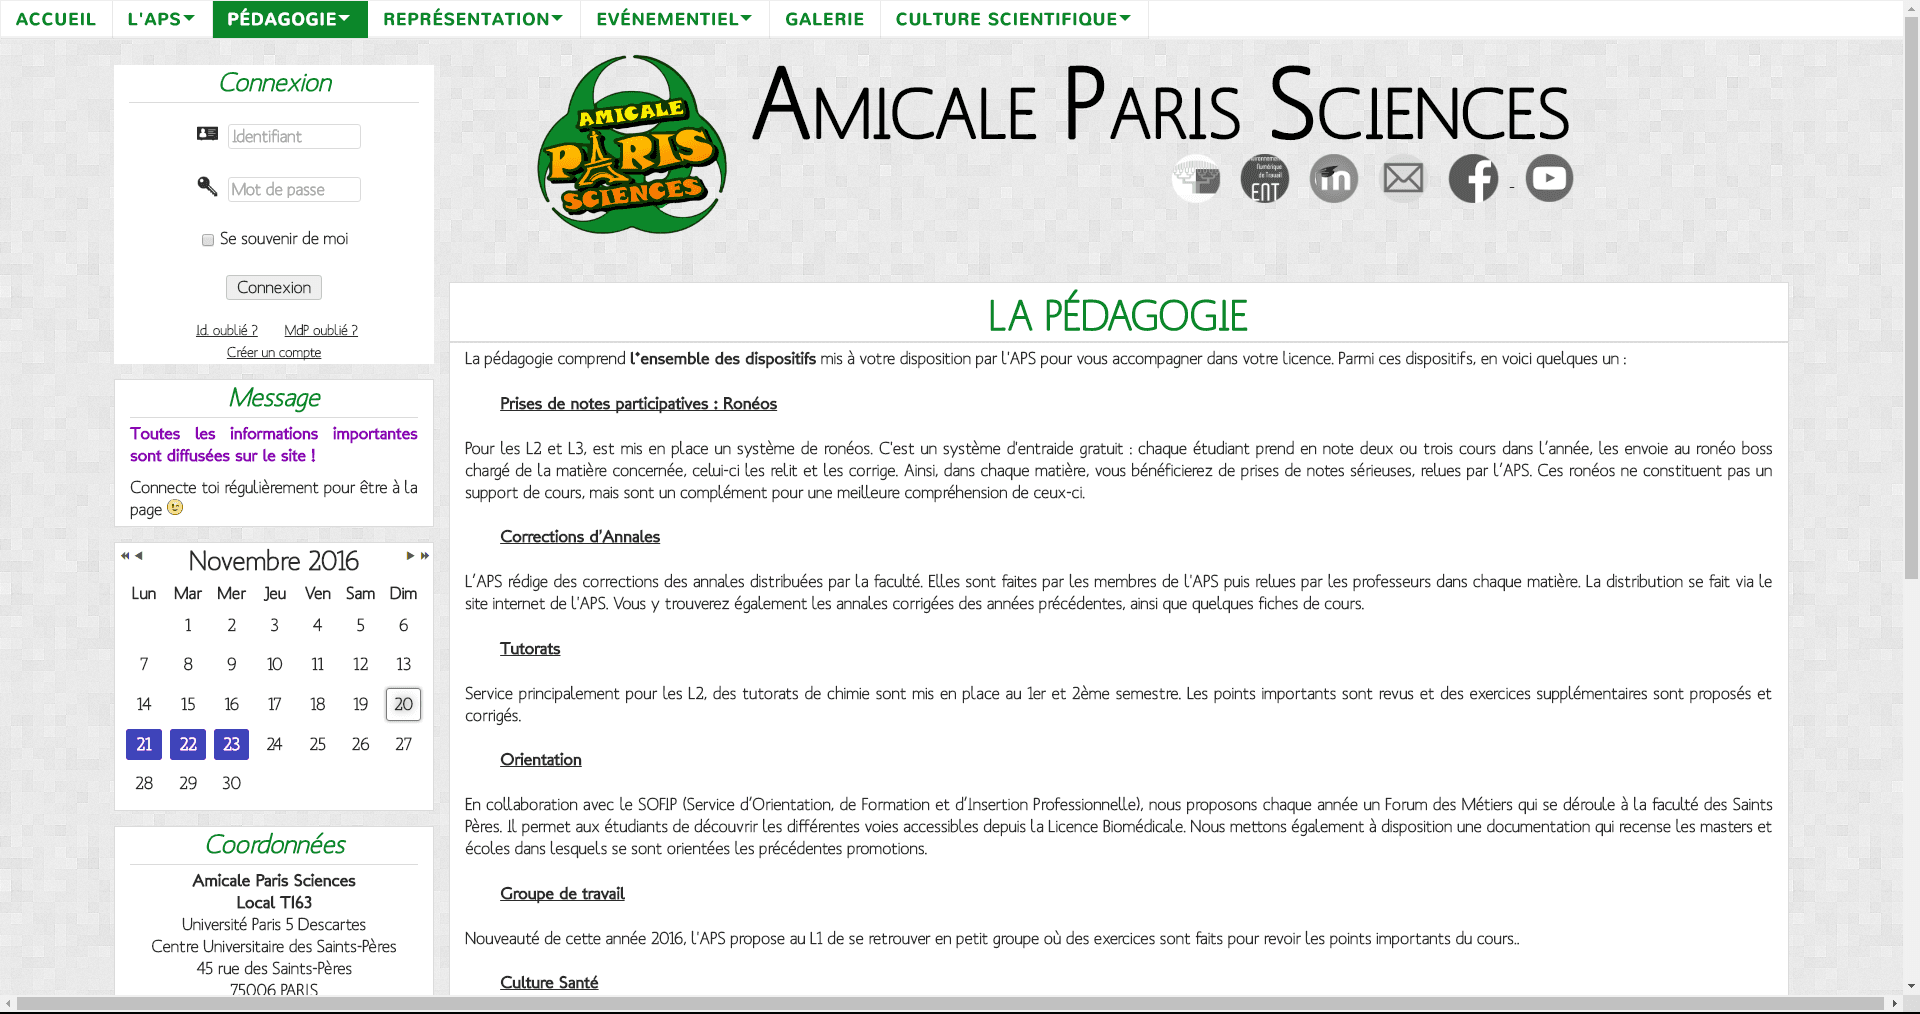 ACCUEIL L'APS PÉDAGOGIE REPRÉSENTATION EVÉNEMENTIEL GALERIE CULTURE SCIENTIFIQUE
AMICALE PARIS SCIENCES
AMICALE
PARIS
SCIENCES
Environnement
Numérique
de Travail
ENT
in
f
-
Connexion
Identifiant
Mot de passe
Se souvenir de moi
Connexion
Id. oublié ? MdP oublié ?
Créer un compte
Message
Toutes les informations importantes
sont diffusées sur le site !
Connecte toi régulièrement pour être à la
page
Novembre 2016
Lun Mar Mer Jeu Ven Sam Dim
1 2 3 4 5 6
7 8 9 10 11 12 13
14 15 16 17 18 19 20
21 22 23 24 25 26 27
28 29 30
Coordonnées
Amicale Paris Sciences
Local T163
Université Paris 5 Descartes
Centre Universitaire des Saints-Pères
45 rue des Saints-Pères
75006 PARIS
LA PÉDAGOGIE
La pédagogie comprend l'ensemble des dispositifs mis à votre disposition par l'APS pour vous accompagner dans votre licence. Parmi ces dispositifs, en voici quelques un :
Prises de notes participatives : Ronéos
Pour les L2 et L3, est mis en place un système de ronéos. C'est un système d'entraide gratuit : chaque étudiant prend en note deux ou trois cours dans l'année, les envoie au ronéo boss
chargé de la matière concernée, celui-ci les relit et les corrige. Ainsi, dans chaque matière, vous bénéficierez de prises de notes sérieuses, relues par l'APS. Ces ronéos ne constituent pas un
support de cours, mais sont un complément pour une meilleure compréhension de ceux-ci.
Corrections d'Annales
L'APS rédige des corrections des annales distribuées par la faculté. Elles sont faites par les membres de l'APS puis relues par les professeurs dans chaque matière. La distribution se fait via le
site internet de l'APS. Vous y trouverez également les annales corrigées des années précédentes, ainsi que quelques fiches de cours.
Tutorats
Service principalement pour les L2, des tutorats de chimie sont mis en place au 1er et 2ème semestre. Les points importants sont revus et des exercices supplémentaires sont proposés et
corrigés.
Orientation
En collaboration avec le SOFIP (Service d'Orientation, de Formation et d'Insertion Professionnelle), nous proposons chaque année un Forum des Métiers qui se déroule à la faculté des Saints
Pères. Il permet aux étudiants de découvrir les différentes voies accessibles depuis la Licence Biomédicale. Nous mettons également à disposition une documentation qui recense les masters et
écoles dans lesquels se sont orientées les précédentes promotions.
Groupe de travail
Nouveauté de cette année 2016, l'APS propose au L1 de se retrouver en petit groupe où des exercices sont faits pour revoir les points importants du cours..
Culture Santé